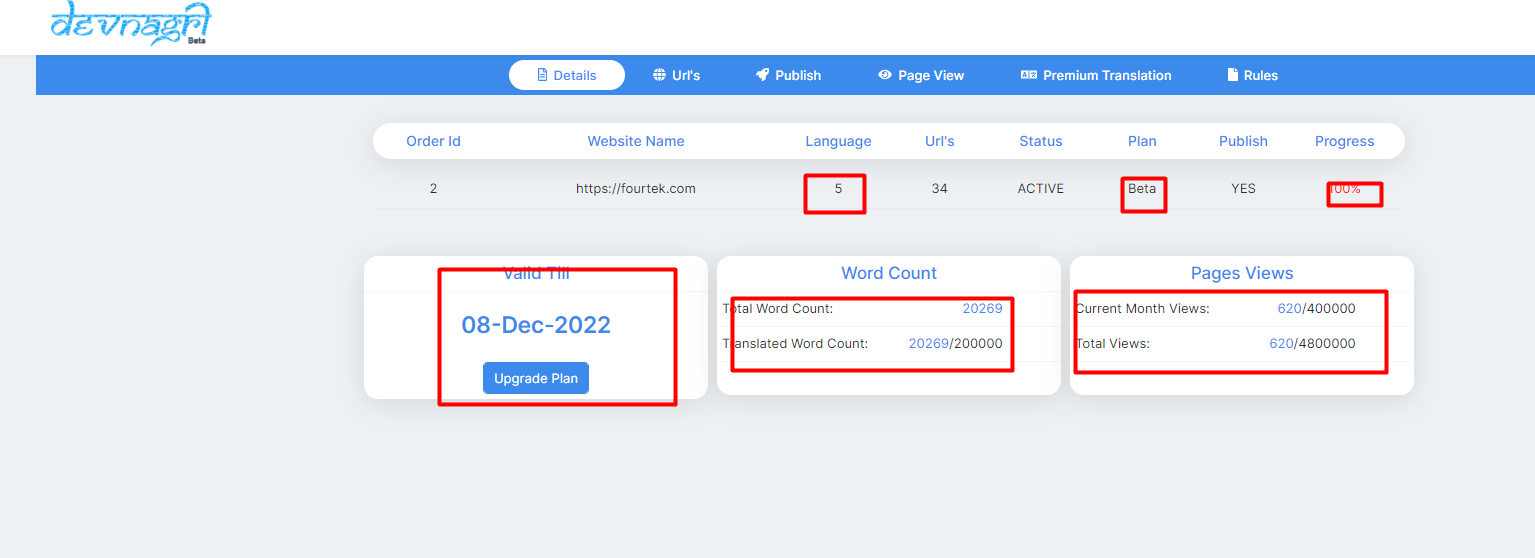 devnagri
Beta
Details Url's Publish Page View Premium Translation Rules
Order Id Website Name Language Url's Status Plan Publish Progress
2 https://fourtek.com 5 34 ACTIVE Beta YES 100%
Valid Till
08-Dec-2022
Upgrade Plan
Word Count
Total Word Count: 20269
Translated Word Count: 20269/200000
Pages Views
Current Month Views: 620/400000
Total Views: 620/4800000